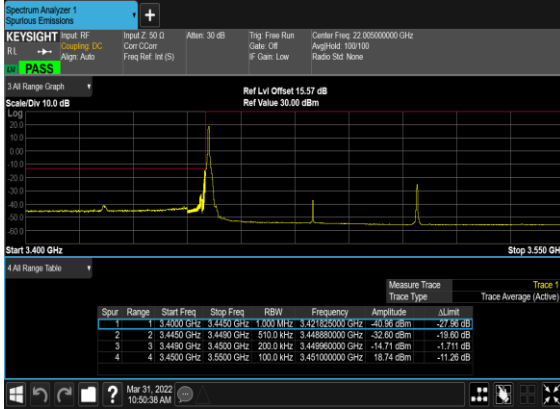 Spectrum Analyzer 1
Spurious Emissions
+
KEYSIGHT Input: RF Input Z: 50 Ω Atten: 30 dB Trig: Free Run Center Freq: 22.005000000 GHz
RL Coupling: DC Corr CCorr Gate: Off Avg|Hold: 100/100
Align: Auto Freq Ref: Int (S) IF Gain: Low Radio Std: None
PASS
3 All Range Graph
Ref Lvl Offset 15.57 dB
Scale/Div 10.0 dB Ref Value 30.00 dBm
Log
20.0
10.0
0.00
-10.0
-20.0
-30.0
-40.0
-50.0
-60.0
Start 3.400 GHz Stop 3.550 GH
4 All Range Table
Measure Trace Trace 1
Trace Type Trace Average (Active)
Spur Range Start Freq Stop Freq RBW Frequency Amplitude ΔLimit
1 1 3.4000 GHz 3.4450 GHz 1.000 MHz 3.421825000 GHz -40.96 dBm -27.96 dB
2 2 3.4450 GHz 3.4490 GHz 510.0 kHz 3.448880000 GHz -32.60 dBm -19.60 dB
3 3 3.4490 GHz 3.4500 GHz 200.0 kHz 3.449960000 GHz -14.71 dBm -1.711 dB
4 4 3.4500 GHz 3.5500 GHz 100.0 kHz 3.451000000 GHz 18.74 dBm -11.26 dB
?
Mar 31, 2022
10:50:38 AM